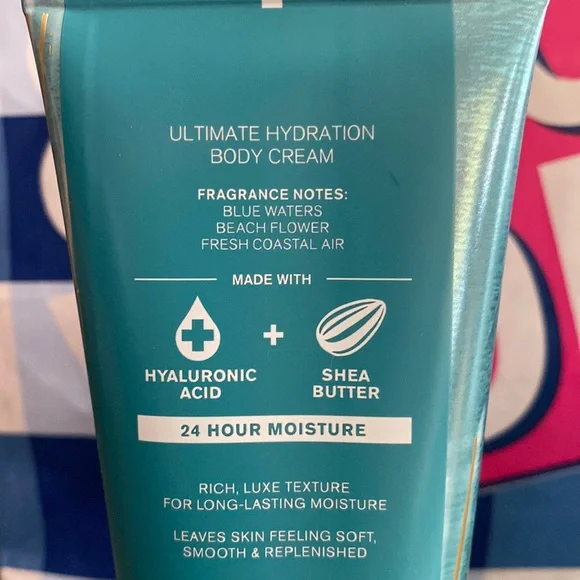 ULTIMATE HYDRATION
BODY CREAM
FRAGRANCE NOTES:
BLUE WATERS
BEACH FLOWER
FRESH COASTAL AIR
MADE WITH
HYALURONIC
ACID
+
SHEA
BUTTER
24 HOUR MOISTURE
RICH, LUXE TEXTURE
FOR LONG-LASTING MOISTURE
LEAVES SKIN FEELING SOFT,
SMOOTH & REPLENISHED